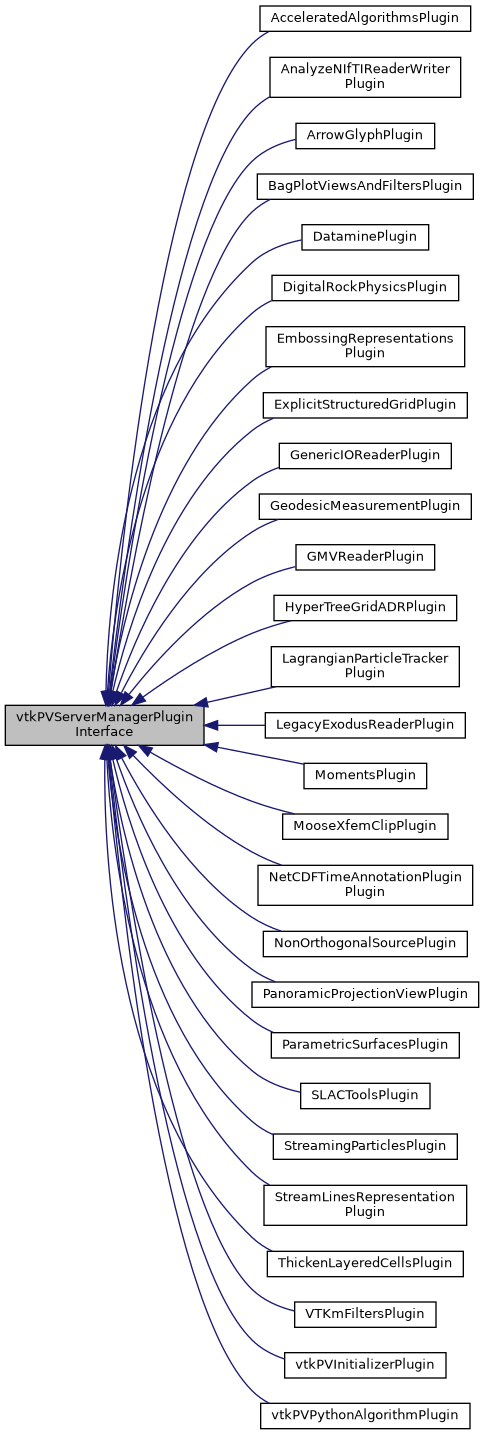 AcceleratedAlgorithmsPlugin
AnalyzeNIfTIReaderWriter
Plugin
ArrowGlyphPlugin
BagPlotViewsAndFiltersPlugin
DataminePlugin
DigitalRockPhysicsPlugin
EmbossingRepresentations
Plugin
ExplicitStructuredGridPlugin
GenericIOReaderPlugin
GeodesicMeasurementPlugin
GMVReaderPlugin
HyperTreeGridADRPlugin
LagrangianParticleTracker
Plugin
vtkPVServerManagerPlugin
Interface
LegacyExodusReaderPlugin
MomentsPlugin
MooseXfemClipPlugin
NetCDFTimeAnnotationPlugin
Plugin
NonOrthogonalSourcePlugin
PanoramicProjectionViewPlugin
ParametricSurfacesPlugin
SLACToolsPlugin
StreamingParticlesPlugin
StreamLinesRepresentation
Plugin
ThickenLayeredCellsPlugin
VTKmFiltersPlugin
vtkPVInitializerPlugin
vtkPVPythonAlgorithmPlugin